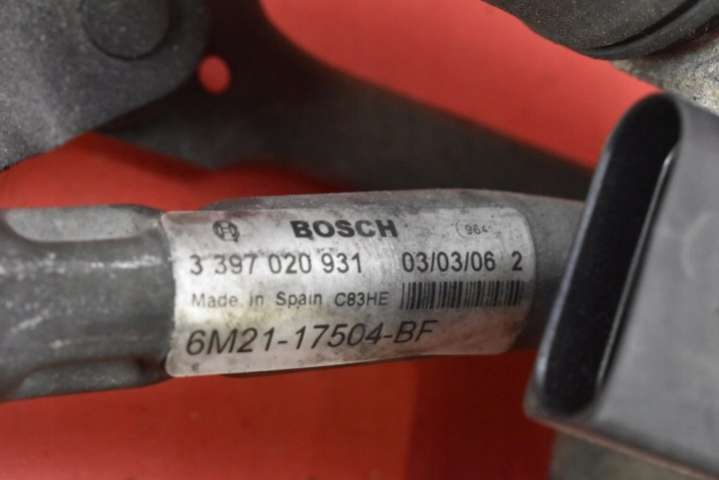 BOSCH
3 397 020 931 03/03/06 2
Made in Spain C83HE
6M21-17504-BF